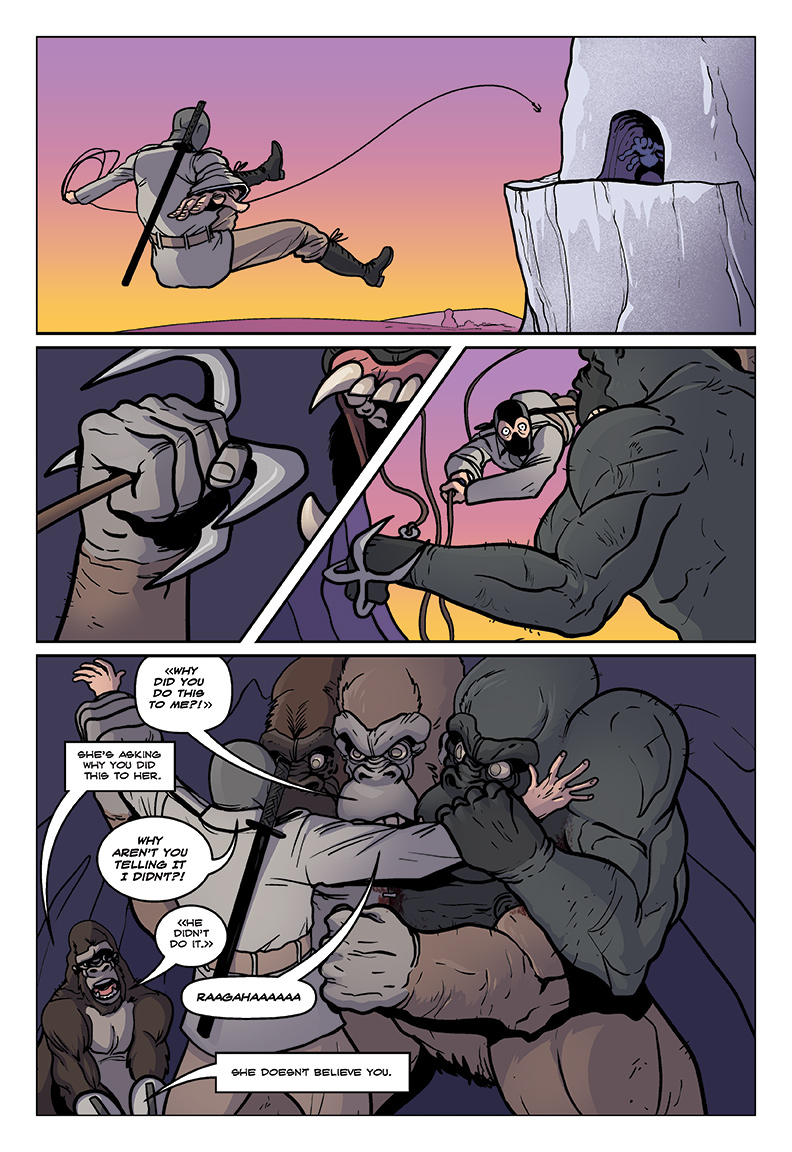 «WHY
DID YOU
DO THIS
TO ME?!»
SHE'S ASKING
WHY YOU DID
THIS TO HER.
WHY
AREN'T YOU
TELLING IT
I DIDN'T?!
«HE
DIDN'T
DO IT.»
RAAGAHAAAAAA
SHE DOESN'T BELIEVE YOU.